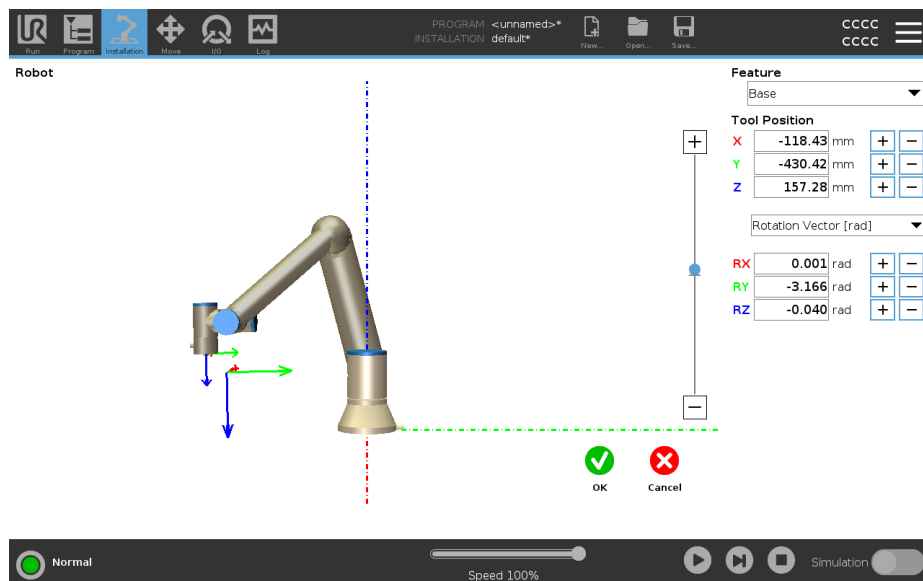 PROGRAM <unnamed>*
INSTALLATION default*
CCCC
CCCC
Run
Program
Installation
Move
I/O
Log
New...
Open...
Save...
Robot
Feature
Base
Tool Position
X -118.43 mm + −
Y -430.42 mm + −
Z 157.28 mm + −
Rotation Vector [rad]
RX 0.001 rad + −
RY -3.166 rad + −
RZ -0.040 rad + −
+
−
OK
Cancel
Normal
Speed 100%
Simulation